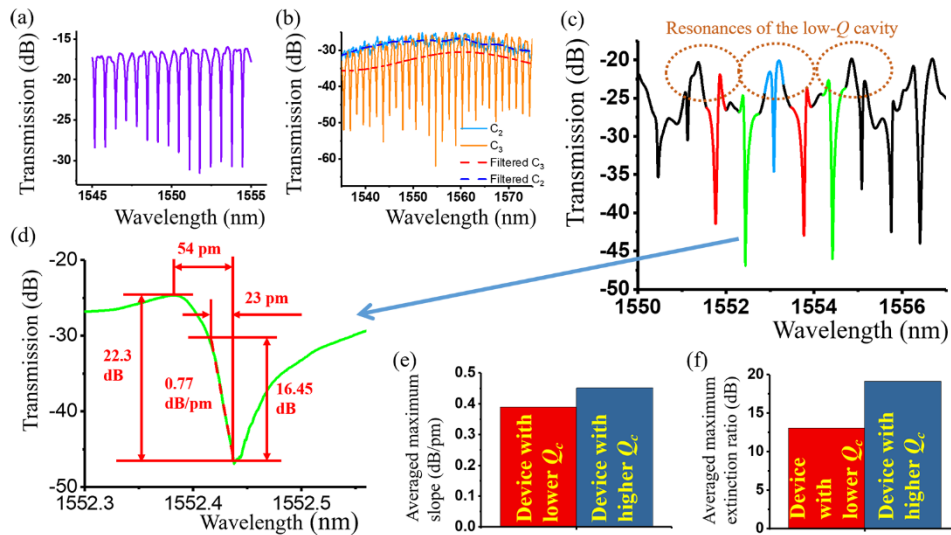 (a)
Transmission (dB)
-15
-20
-25
-30
1545
1550
1555
Wavelength (nm)
(b)
Transmission (dB)
-30
-40
-50
-60
C2
C3
Filtered C3
Filtered C2
1540
1550
1560
1570
Wavelength (nm)
(c)
Transmission (dB)
-15
-20
-25
-30
-35
-40
-45
-50
Resonances of the low-Q cavity
1550
1552
1554
1556
Wavelength (nm)
(d)
Transmission (dB)
-20
-30
-40
-50
54 pm
23 pm
22.3
dB
0.77
dB/pm
16.45
dB
1552.3
1552.4
1552.5
Wavelength (nm)
(e)
Averaged maximum
slope (dB/pm)
0.5
0.4
0.3
0.2
0.1
0.0
Device with
lower Qc
Device with
higher Qc
(f)
Averaged maximum
extinction ratio (dB)
20
15
10
5
0
Device
with
lower Qc
Device with
higher Qc